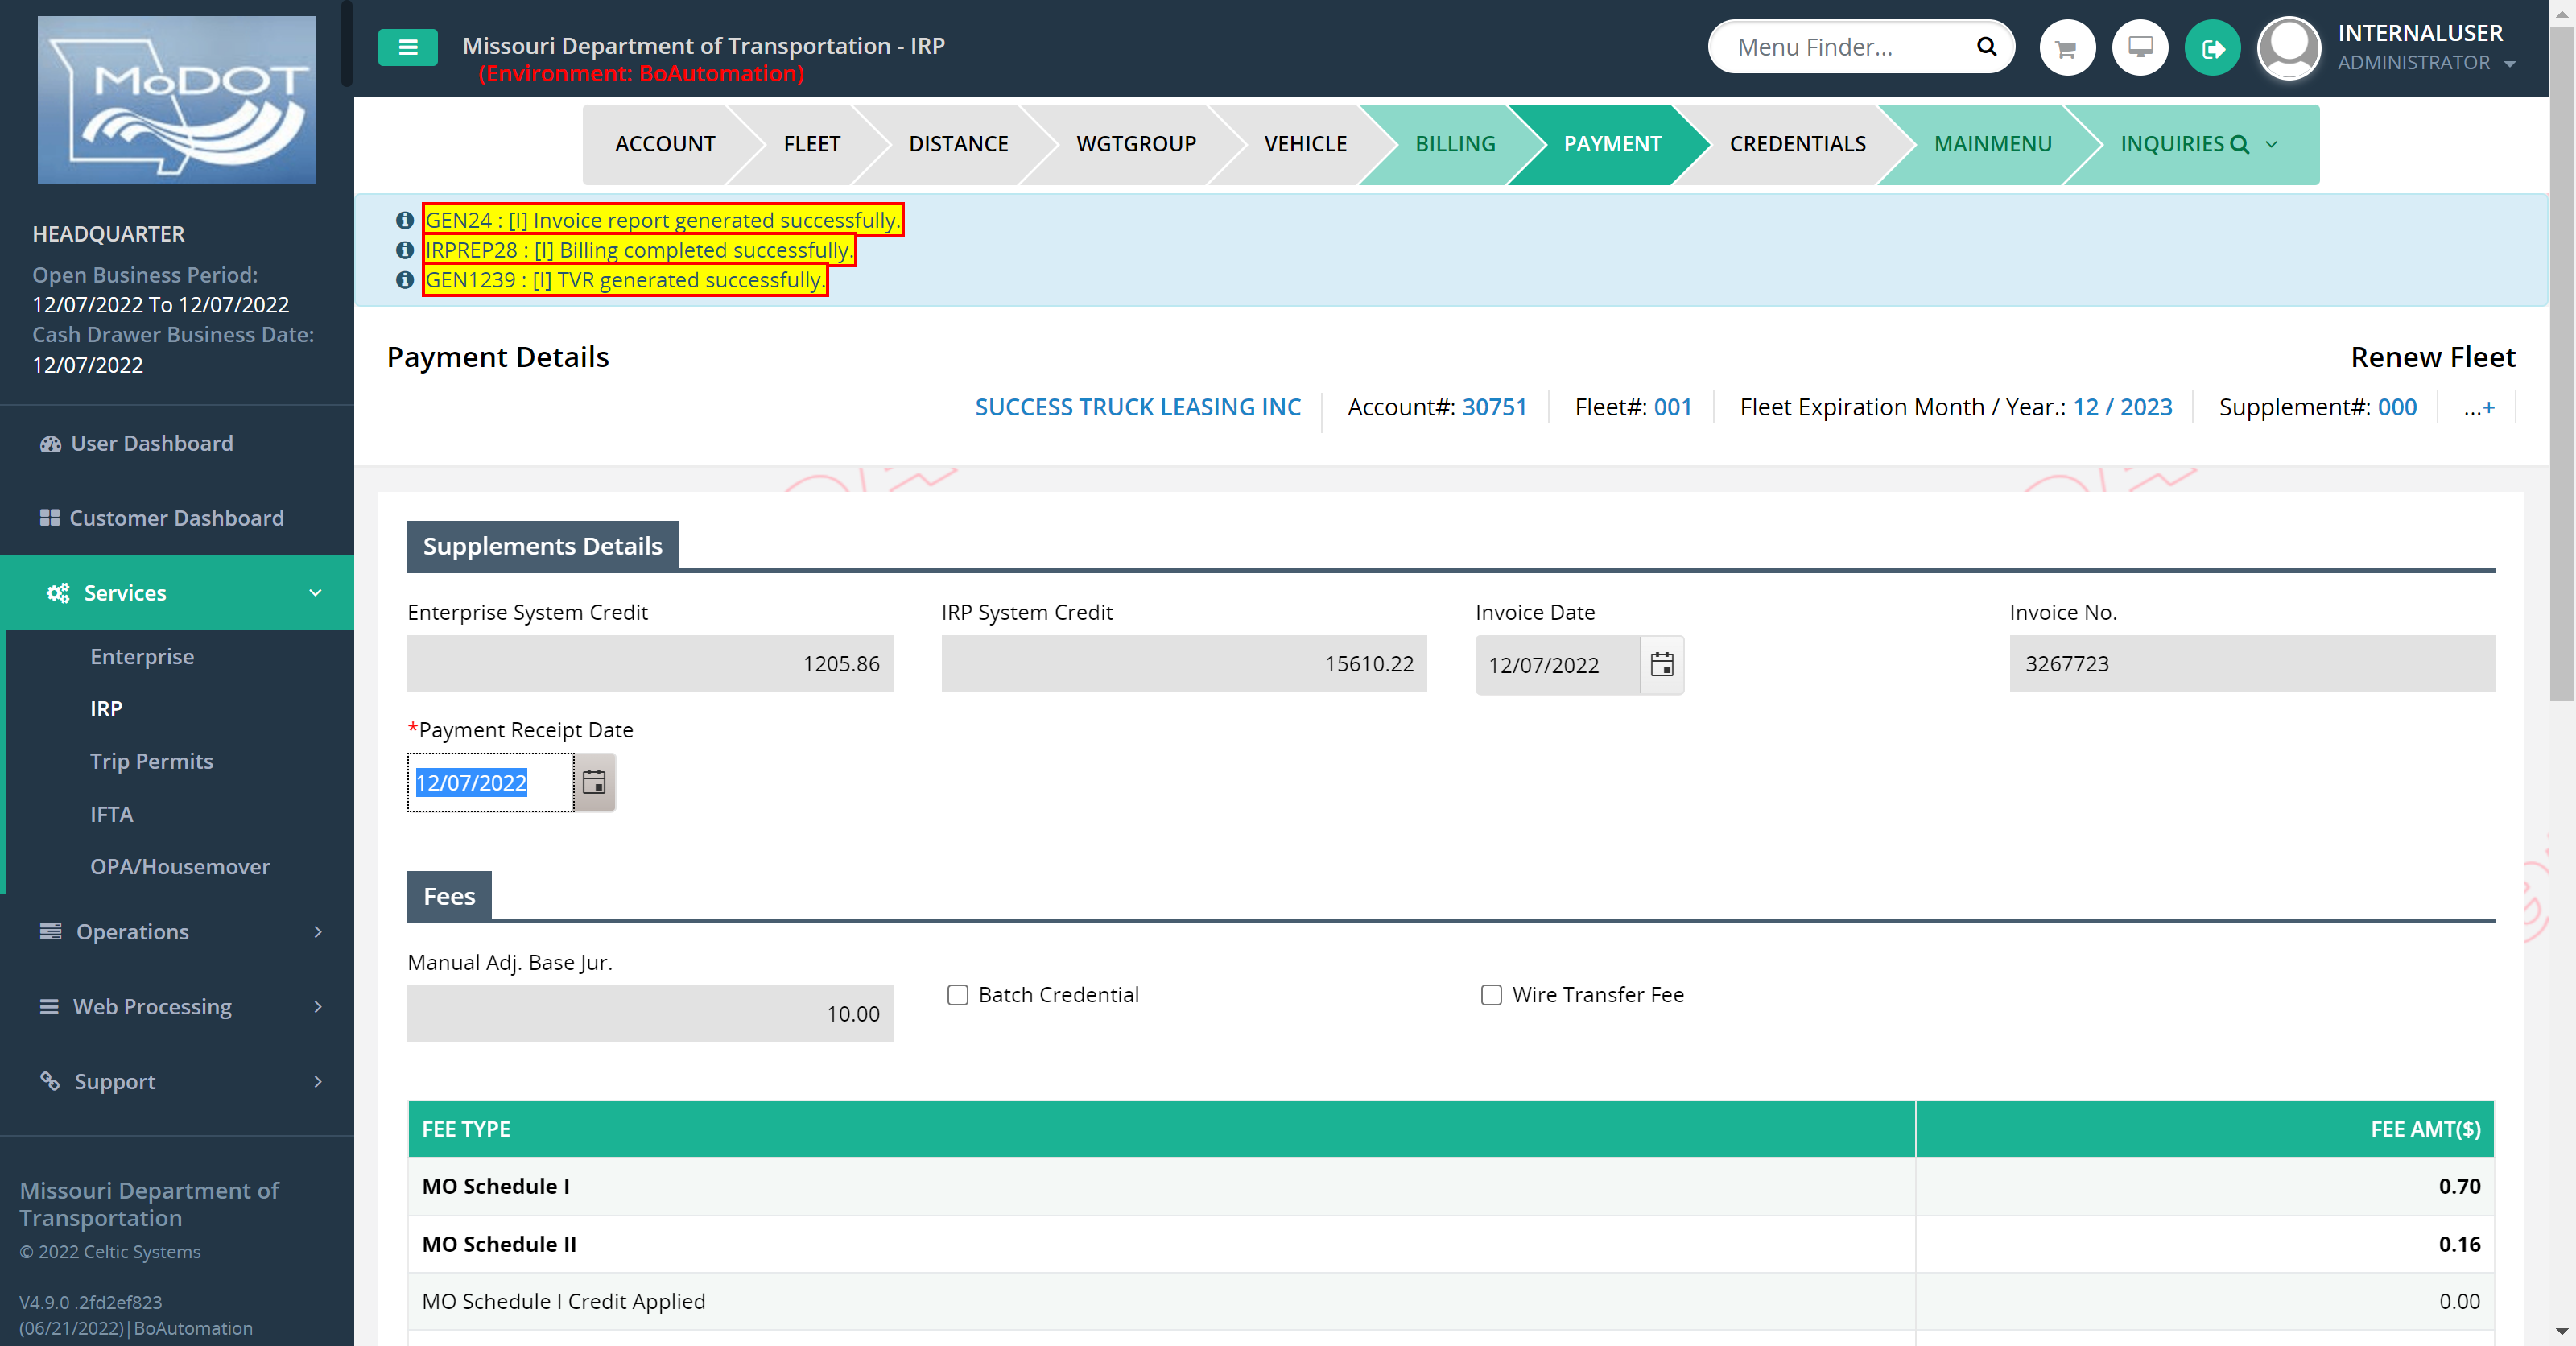 MoDOT
HEADQUARTER
Open Business Period:
12/07/2022 To 12/07/2022
Cash Drawer Business Date:
12/07/2022
User Dashboard
Customer Dashboard
Services
Enterprise
IRP
Trip Permits
IFTA
OPA/Housemover
Operations
Web Processing
Support
Missouri Department of
Transportation
© 2022 Celtic Systems
V4.9.0 .2fd2ef823
(06/21/2022)|BoAutomation
Missouri Department of Transportation - IRP
(Environment: BoAutomation)
Menu Finder...
INTERNALUSER
ADMINISTRATOR
ACCOUNT FLEET DISTANCE WGTGROUP VEHICLE BILLING PAYMENT CREDENTIALS MAINMENU INQUIRIES
GEN24 : [I] Invoice report generated successfully.
IRPREP28 : [I] Billing completed successfully.
GEN1239 : [I] TVR generated successfully.
Payment Details
Renew Fleet
SUCCESS TRUCK LEASING INC Account#: 30751 Fleet#: 001 Fleet Expiration Month / Year.: 12 / 2023 Supplement#: 000 ...+
Supplements Details
Enterprise System Credit IRP System Credit Invoice Date Invoice No.
1205.86 15610.22 12/07/2022 3267723
*Payment Receipt Date
12/07/2022
Fees
Manual Adj. Base Jur.
10.00
Batch Credential
Wire Transfer Fee
FEE TYPE FEE AMT($)
MO Schedule I 0.70
MO Schedule II 0.16
MO Schedule I Credit Applied 0.00